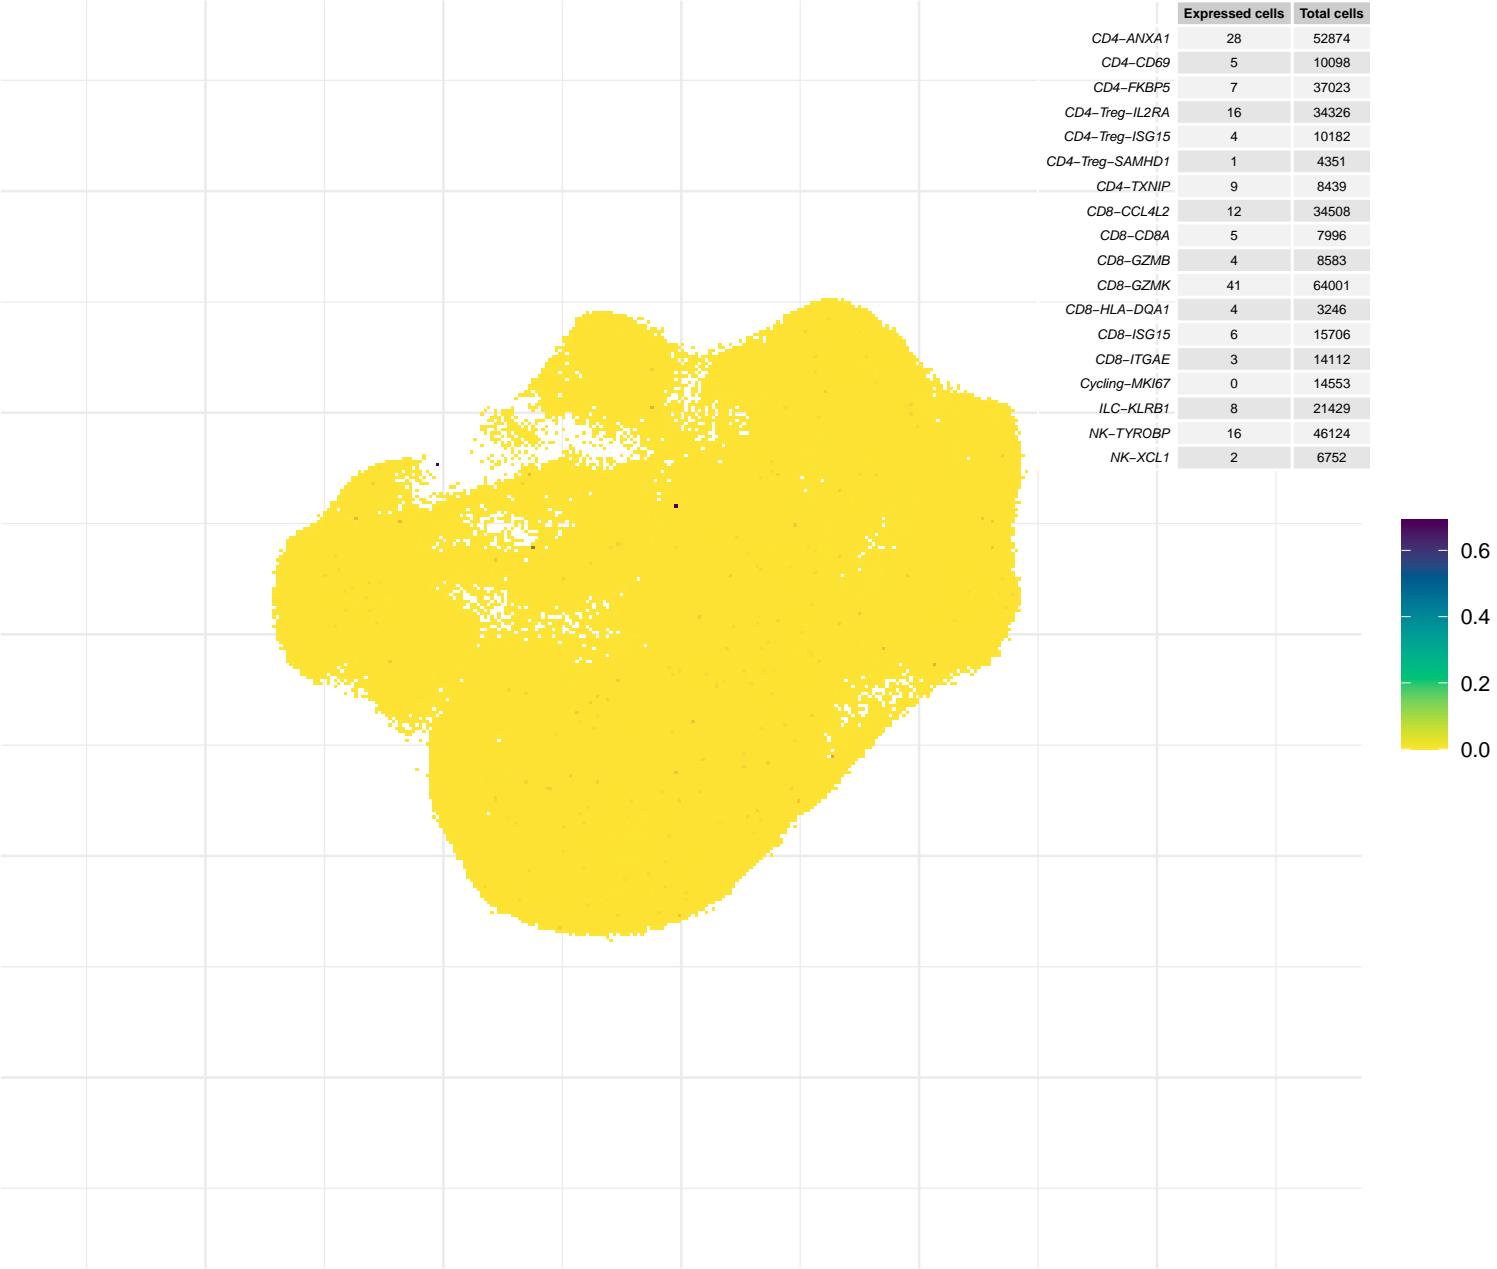 Expressed cells Total cells
CD4−ANXA1 28 52874
CD4−CD69 5 10098
CD4−FKBP5 7 37023
CD4−Treg−IL2RA 16 34326
CD4−Treg−ISG15 4 10182
CD4−Treg−SAMHD1 1 4351
CD4−TXNIP 9 8439
CD8−CCL4L2 12 34508
CD8−CD8A 5 7996
CD8−GZMB 4 8583
CD8−GZMK 41 64001
CD8−HLA−DQA1 4 3246
CD8−ISG15 6 15706
CD8−ITGAE 3 14112
Cycling−MKI67 0 14553
ILC−KLRB1 8 21429
NK−TYROBP 16 46124
NK−XCL1 2 6752
0.6
0.4
0.2
0.0